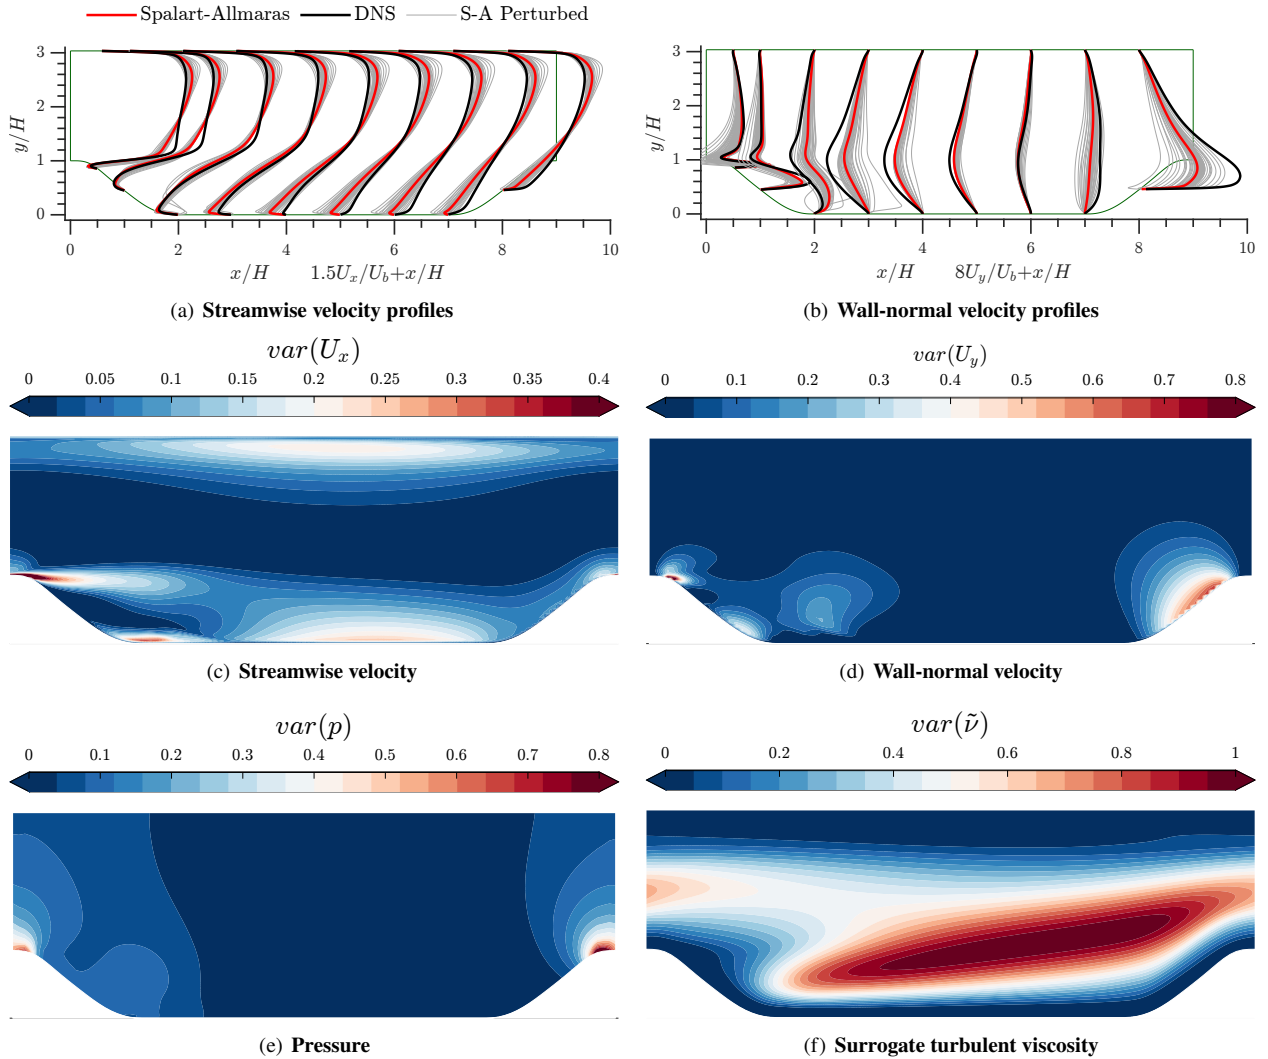 Spalart-Allmaras DNS S-A Perturbed
3
2
1
0
y/H
0 2 4 6 8 10
x/H 1.5U_x/U_b+x/H
(a) Streamwise velocity profiles
3
2
1
0
y/H
0 2 4 6 8 10
x/H 8U_y/U_b+x/H
(b) Wall-normal velocity profiles
var(U_x)
0 0.05 0.1 0.15 0.2 0.25 0.3 0.35 0.4
(c) Streamwise velocity
var(U_y)
0 0.1 0.2 0.3 0.4 0.5 0.6 0.7 0.8
(d) Wall-normal velocity
var(p)
0 0.1 0.2 0.3 0.4 0.5 0.6 0.7 0.8
(e) Pressure
var(ν̃)
0 0.2 0.4 0.6 0.8 1
(f) Surrogate turbulent viscosity